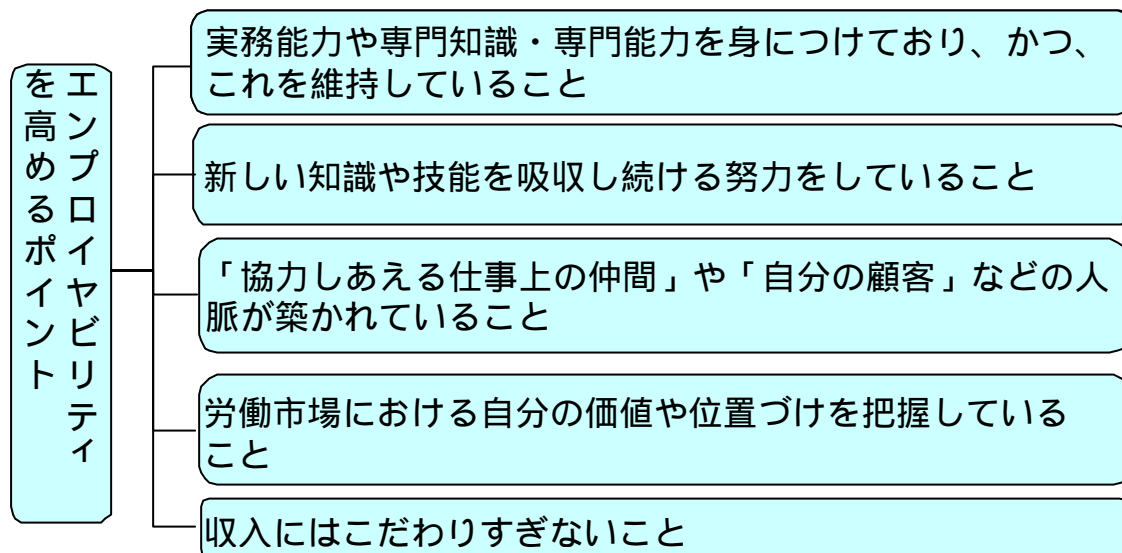 エンプロイヤビリティ
を高めるポイント
実務能力や専門知識・専門能力を身につけており、かつ、
これを維持していること
新しい知識や技能を吸収し続ける努力をしていること
「協力しあえる仕事上の仲間」や「自分の顧客」などの人
脈が築かれていること
労働市場における自分の価値や位置づけを把握している
こと
収入にはこだわりすぎないこと